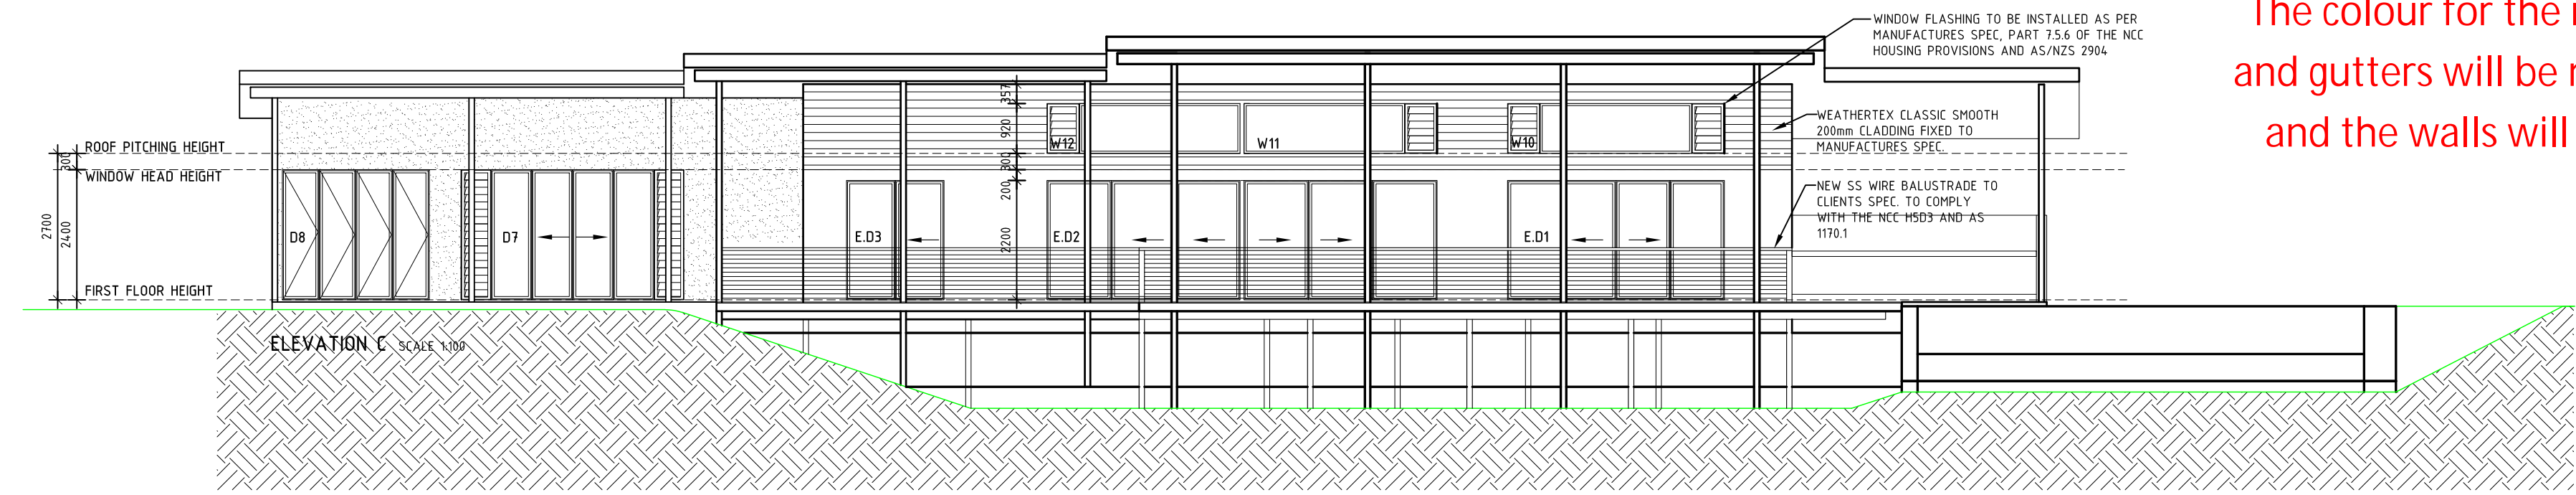 WINDOW FLASHING TO BE INSTALLED AS PER
MANUFACTURES SPEC, PART 7.5.6 OF THE NCC
HOUSING PROVISIONS AND AS/NZS 2904
The colour for the
and gutters will be
and the walls will
WEATHERTEX CLASSIC SMOOTH
200mm CLADDING FIXED TO
MANUFACTURES SPEC.
NEW SS WIRE BALUSTRADE TO
CLIENTS SPEC. TO COMPLY
WITH THE NCC H5D3 AND AS
1170.1
ROOF PITCHING HEIGHT
300
WINDOW HEAD HEIGHT
2700
2400
FIRST FLOOR HEIGHT
357
920
300
200
2200
W12
W11
W10
D8
D7
E.D3
E.D2
E.D1
ELEVATION C SCALE 1:100